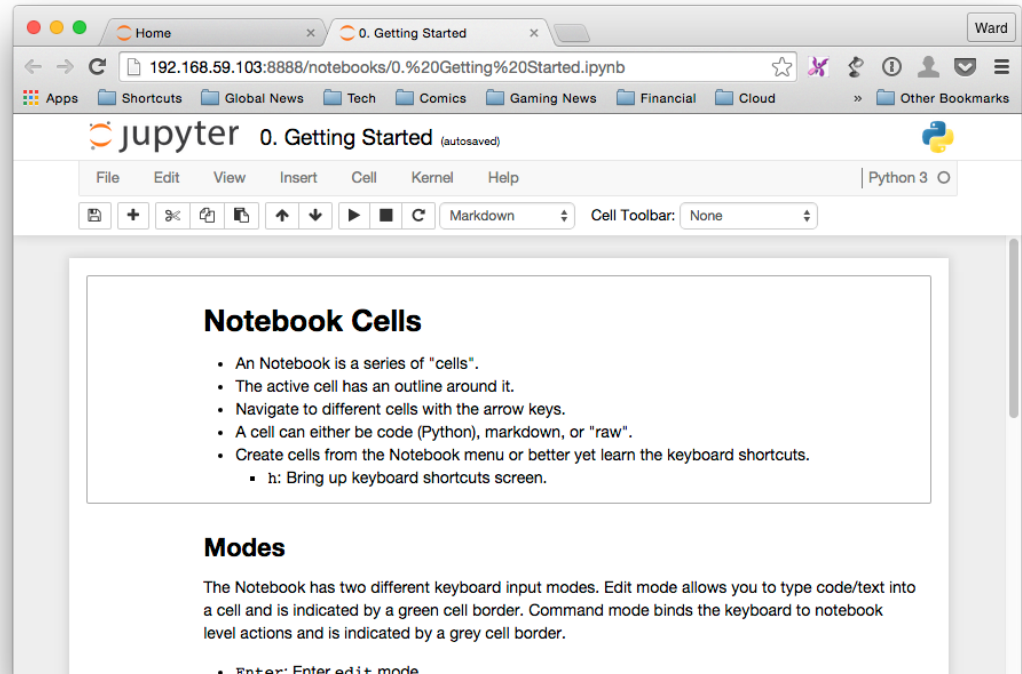 Home
0. Getting Started
Ward
192.168.59.103:8888/notebooks/0.%20Getting%20Started.ipynb
Apps Shortcuts Global News Tech Comics Gaming News Financial Cloud » Other Bookmarks
jupyter 0. Getting Started (autosaved)
File Edit View Insert Cell Kernel Help Python 3
Markdown Cell Toolbar: None
Notebook Cells
• An Notebook is a series of "cells".
• The active cell has an outline around it.
• Navigate to different cells with the arrow keys.
• A cell can either be code (Python), markdown, or "raw".
• Create cells from the Notebook menu or better yet learn the keyboard shortcuts.
▪ h: Bring up keyboard shortcuts screen.
Modes
The Notebook has two different keyboard input modes. Edit mode allows you to type code/text into
a cell and is indicated by a green cell border. Command mode binds the keyboard to notebook
level actions and is indicated by a grey cell border.
• Enter: Enter edit mode